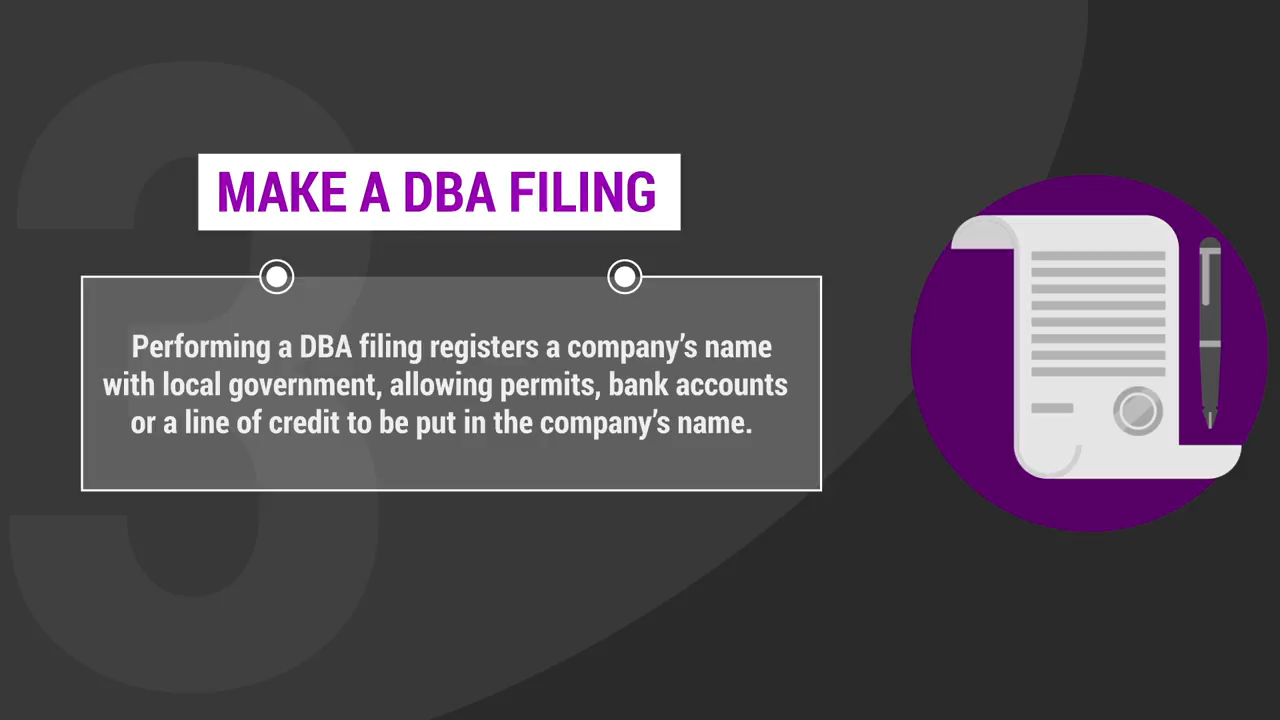 3
MAKE A DBA FILING
Performing a DBA filing registers a company’s name
with local government, allowing permits, bank accounts
or a line of credit to be put in the company’s name.